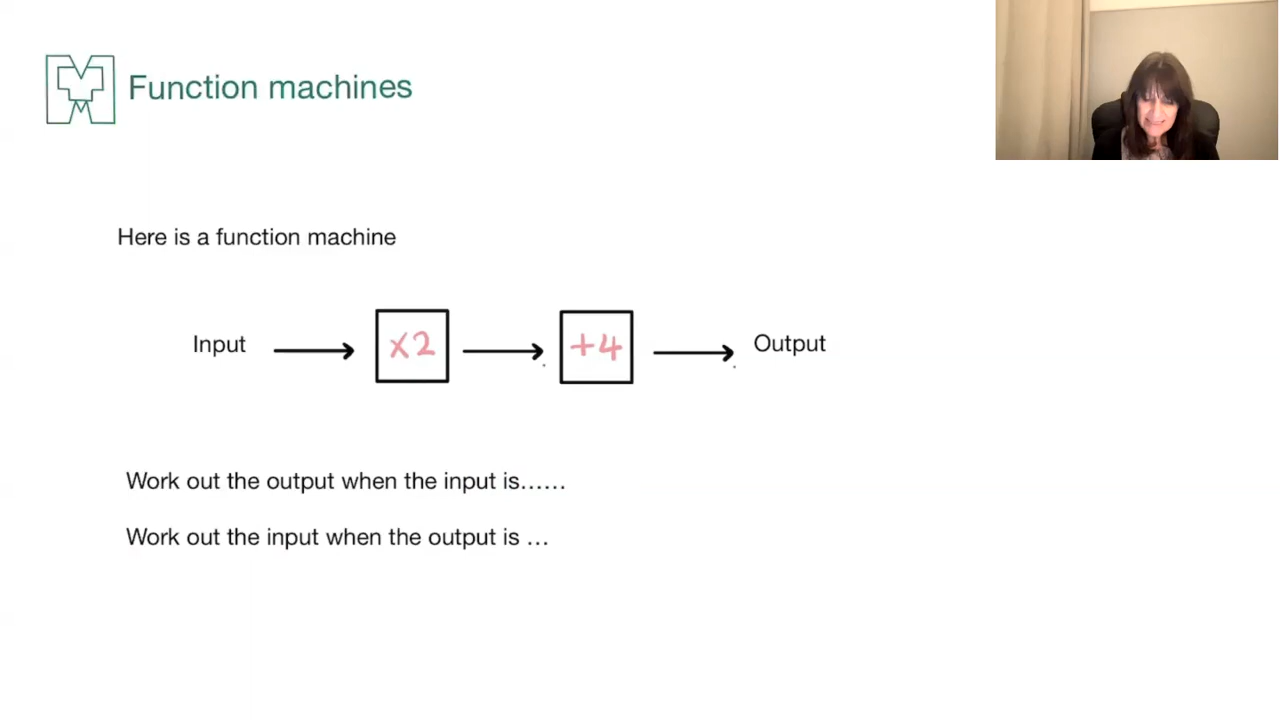 Function machines
Here is a function machine
Input x2 +4 Output
Work out the output when the input is......
Work out the input when the output is ...